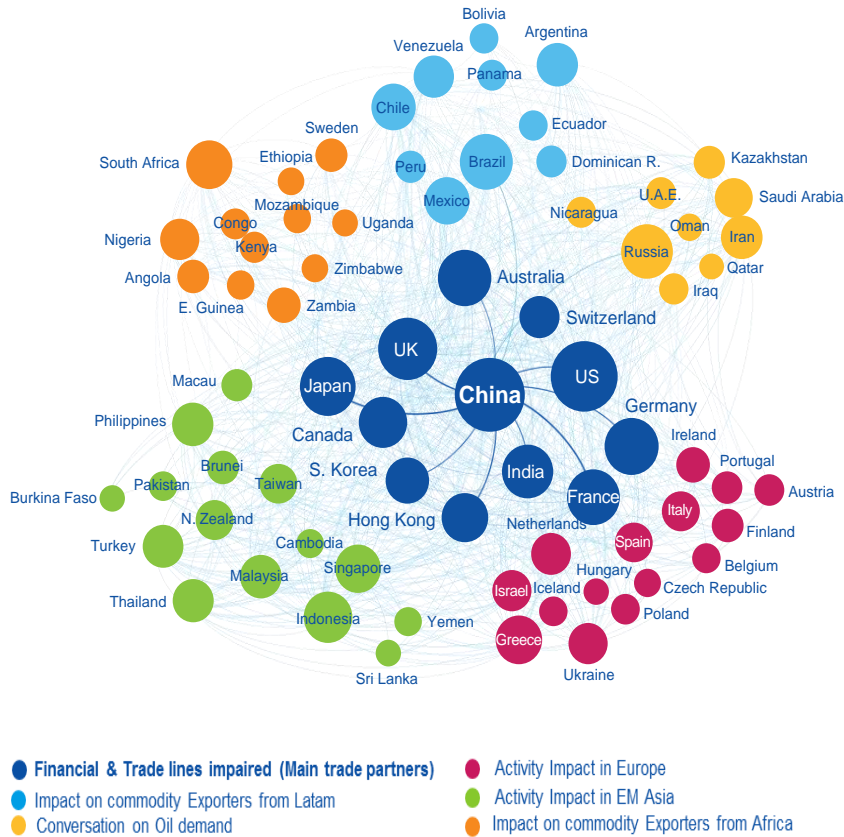 Bolivia
Argentina
Venezuela
Panama
Chile
Ecuador
Sweden
South Africa
Ethiopia
Peru
Brazil
Dominican R.
Kazakhstan
Mozambique
Mexico
Nicaragua
U.A.E.
Saudi Arabia
Congo
Uganda
Oman
Nigeria
Kenya
Russia
Iran
Angola
Zimbabwe
Australia
Qatar
E. Guinea
Zambia
Iraq
Switzerland
UK
Macau
Japan
US
China
Philippines
Canada
Germany
Ireland
Brunei
S. Korea
India
Portugal
Burkina Faso
Pakistan
Taiwan
France
Austria
N. Zealand
Hong Kong
Italy
Turkey
Cambodia
Netherlands
Spain
Finland
Malaysia
Singapore
Hungary
Belgium
Thailand
Israel
Iceland
Czech Republic
Indonesia
Yemen
Poland
Greece
Sri Lanka
Ukraine
Financial & Trade lines impaired (Main trade partners)
Impact on commodity Exporters from Latam
Conversation on Oil demand
Activity Impact in Europe
Activity Impact in EM Asia
Impact on commodity Exporters from Africa